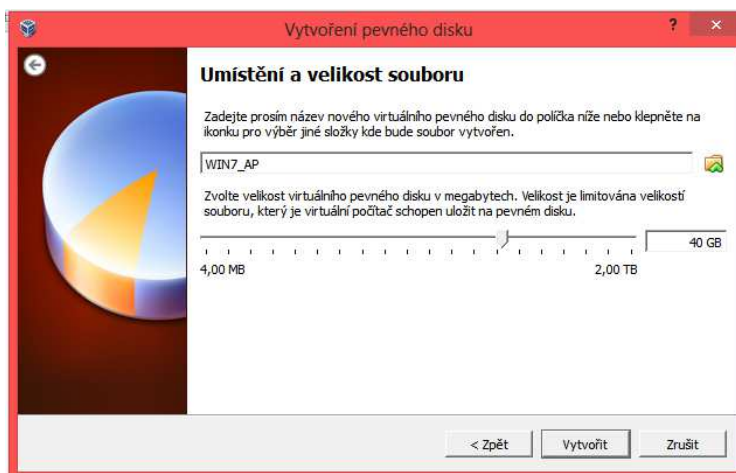 Vytvoření pevného disku
Umístění a velikost souboru
Zadejte prosím název nového virtuálního pevného disku do políčka níže nebo klepněte na
ikonku pro výběr jiné složky kde bude soubor vytvořen.
WIN7_AP
Zvolte velikost virtuálního pevného disku v megabytech. Velikost je limitována velikostí
souboru, který je virtuální počítač schopen uložit na pevném disku.
40 GB
4,00 MB 2,00 TB
< Zpět Vytvořit Zrušit